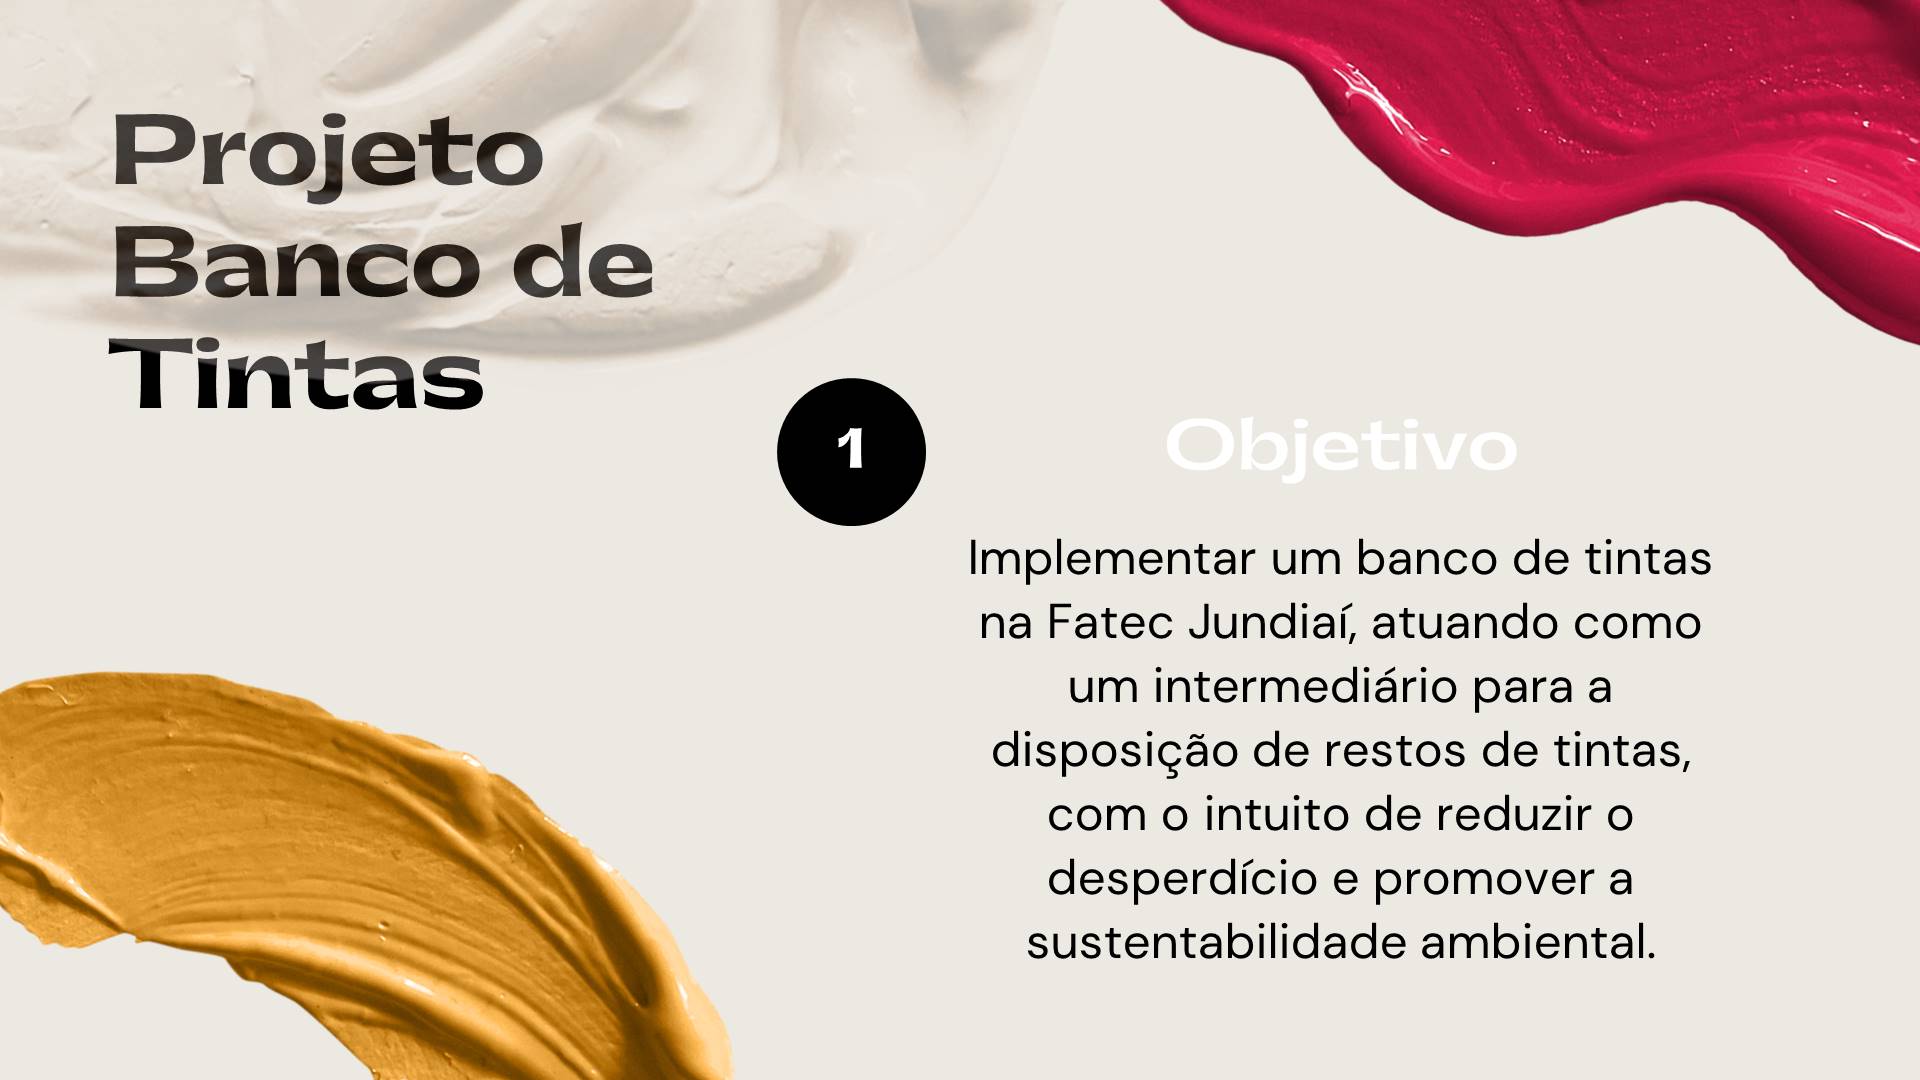 Projeto
Banco de
Tintas
1
Objetivo
Implementar um banco de tintas
na Fatec Jundiaí, atuando como
um intermediário para a
disposição de restos de tintas,
com o intuito de reduzir o
desperdício e promover a
sustentabilidade ambiental.